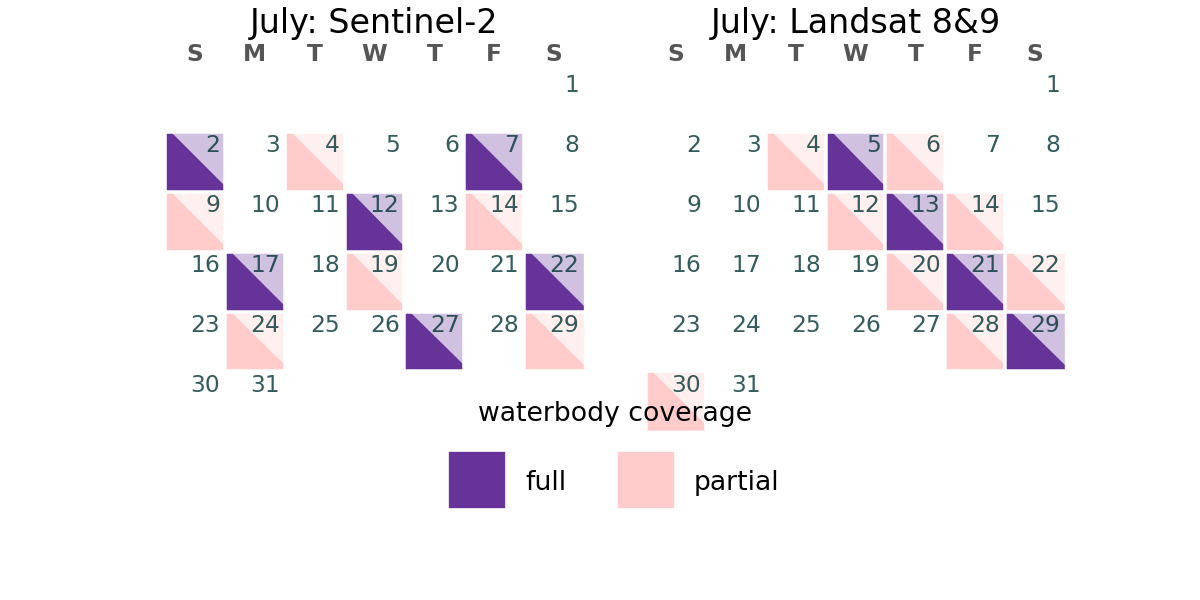 July: Sentinel-2
S M T W T F S
1
2 3 4 5 6 7 8
9 10 11 12 13 14 15
16 17 18 19 20 21 22
23 24 25 26 27 28 29
30 31
July: Landsat 8&9
S M T W T F S
1
2 3 4 5 6 7 8
9 10 11 12 13 14 15
16 17 18 19 20 21 22
23 24 25 26 27 28 29
30 31
waterbody coverage
full partial